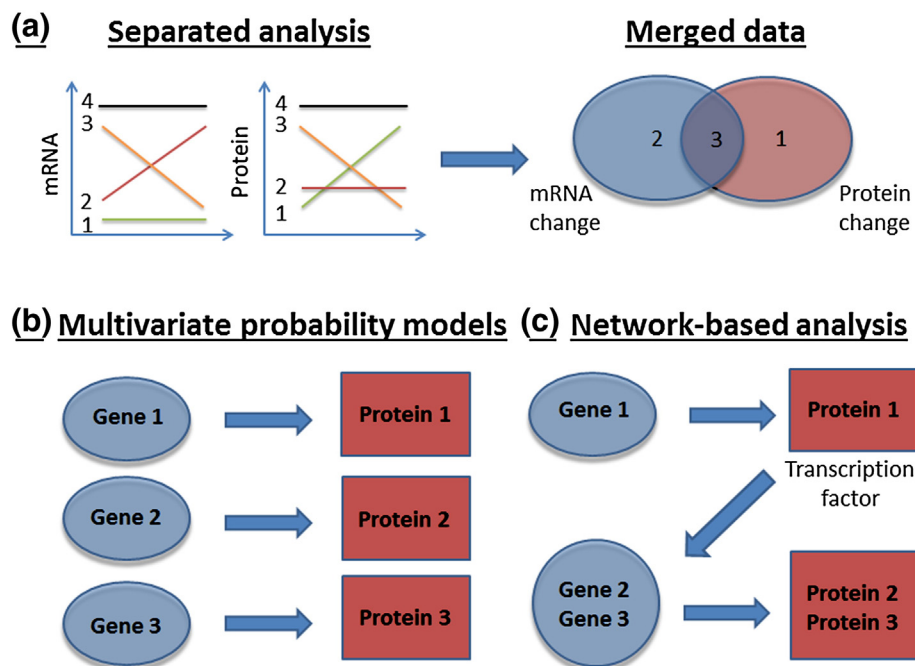 (a) Separated analysis
Merged data
mRNA
4
3
2
1
Protein
4
3
2
1
2
3
1
mRNA
change
Protein
change
(b) Multivariate probability models
Gene 1
Protein 1
Gene 2
Protein 2
Gene 3
Protein 3
(c) Network-based analysis
Gene 1
Protein 1
Transcription
factor
Gene 2
Gene 3
Protein 2
Protein 3